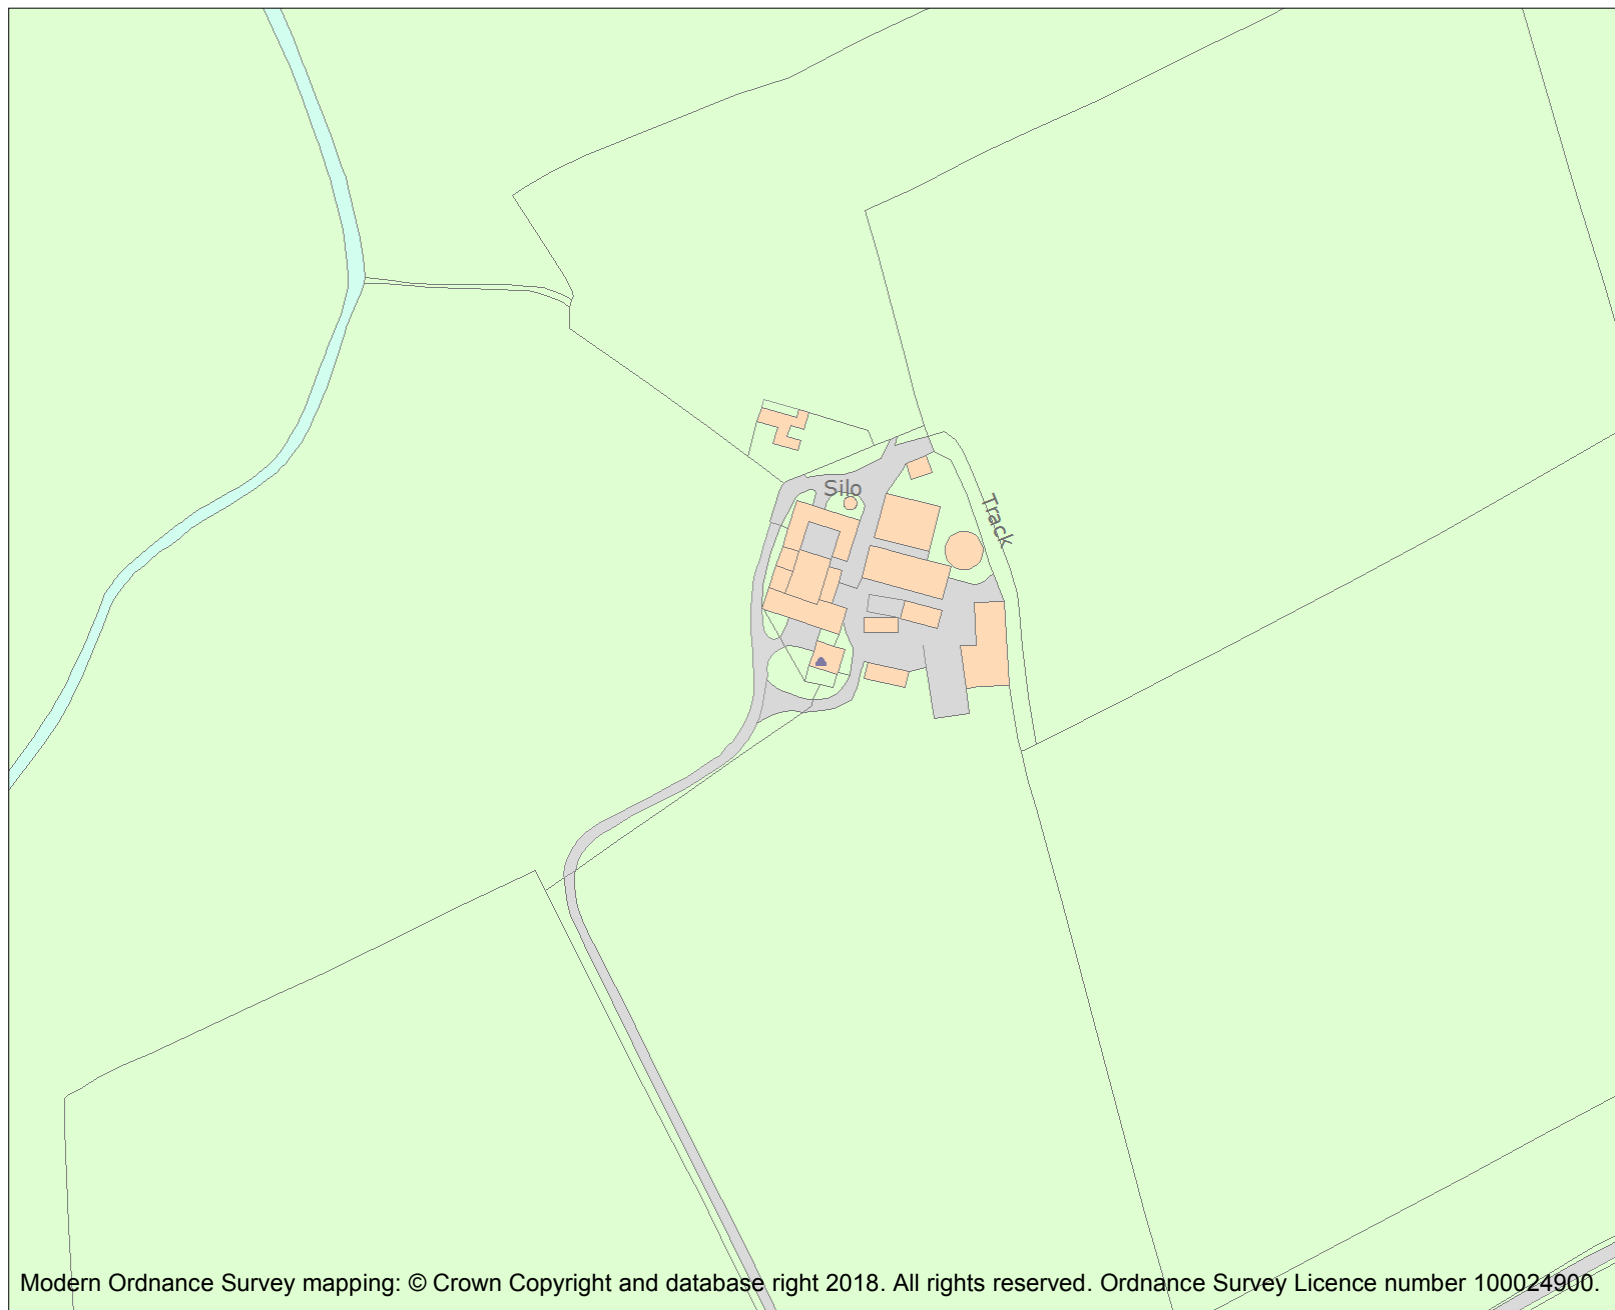 Silo
Track
Modern Ordnance Survey mapping: © Crown Copyright and database right 2018. All rights reserved. Ordnance Survey Licence number 100024900.